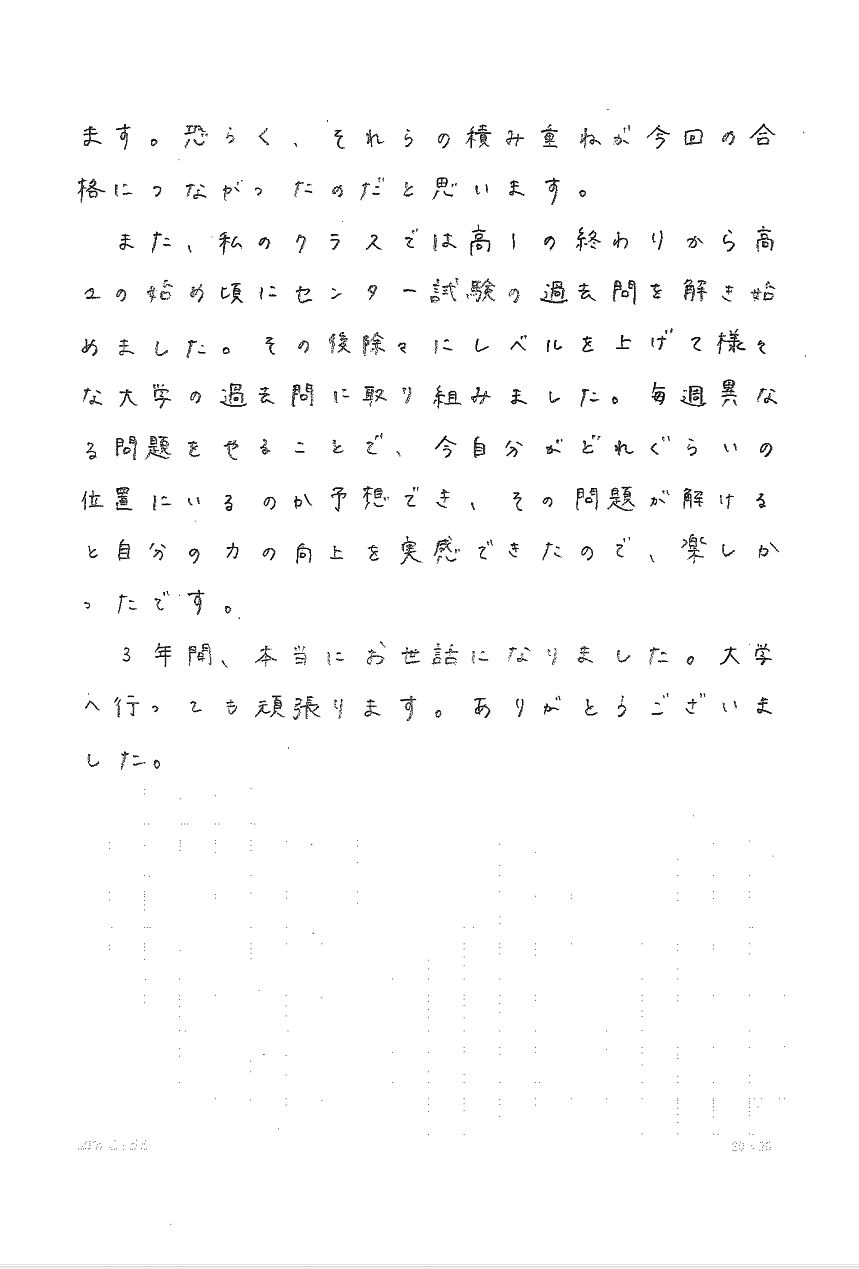 ます。恐らく、それらの積み重ねが今回の合
格につながったのだと思います。
また、私のクラスでは高1の終わりから高
2の始め頃にセンター試験の過去問を解き始
めました。その後除々にレベルを上げて様々
な大学の過去問に取り組みました。毎週異な
る問題をやることで、今自分がどれぐらいの
位置にいるのか予想でき、その問題が解ける
と自分の力の向上を実感できたので、楽しか
ったです。
3年間、本当にお世話になりました。大学
へ行っても頑張ります。ありがとうございま
した。